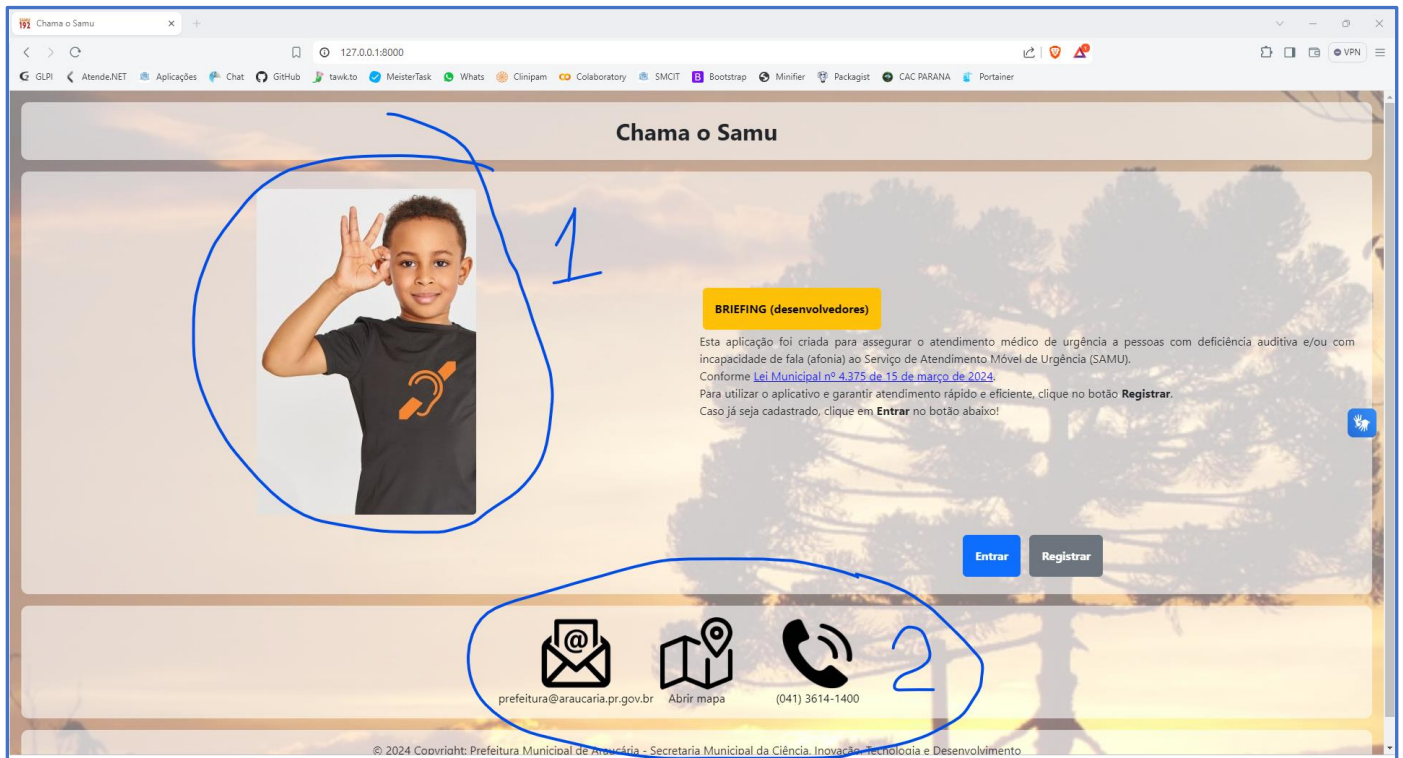 192 Chama o Samu
127.0.0.1:8000
VPN
GLPI Atende.NET Aplicações Chat GitHub tawk.to MeisterTask Whats Clinipam Colaboratory SMCIT Bootstrap Minifier Packagist CAC PARANA Portainer
Chama o Samu
1
BRIEFING (desenvolvedores)
Esta aplicação foi criada para assegurar o atendimento médico de urgência a pessoas com deficiência auditiva e/ou com
incapacidade de fala (afonia) ao Serviço de Atendimento Móvel de Urgência (SAMU).
Conforme Lei Municipal nº 4.375 de 15 de março de 2024.
Para utilizar o aplicativo e garantir atendimento rápido e eficiente, clique no botão Registrar.
Caso já seja cadastrado, clique em Entrar no botão abaixo!
Entrar Registrar
@
prefeitura@araucaria.pr.gov.br Abrir mapa (041) 3614-1400
2
© 2024 Copyright: Prefeitura Municipal de Araucária - Secretaria Municipal da Ciência, Inovação, Tecnologia e Desenvolvimento